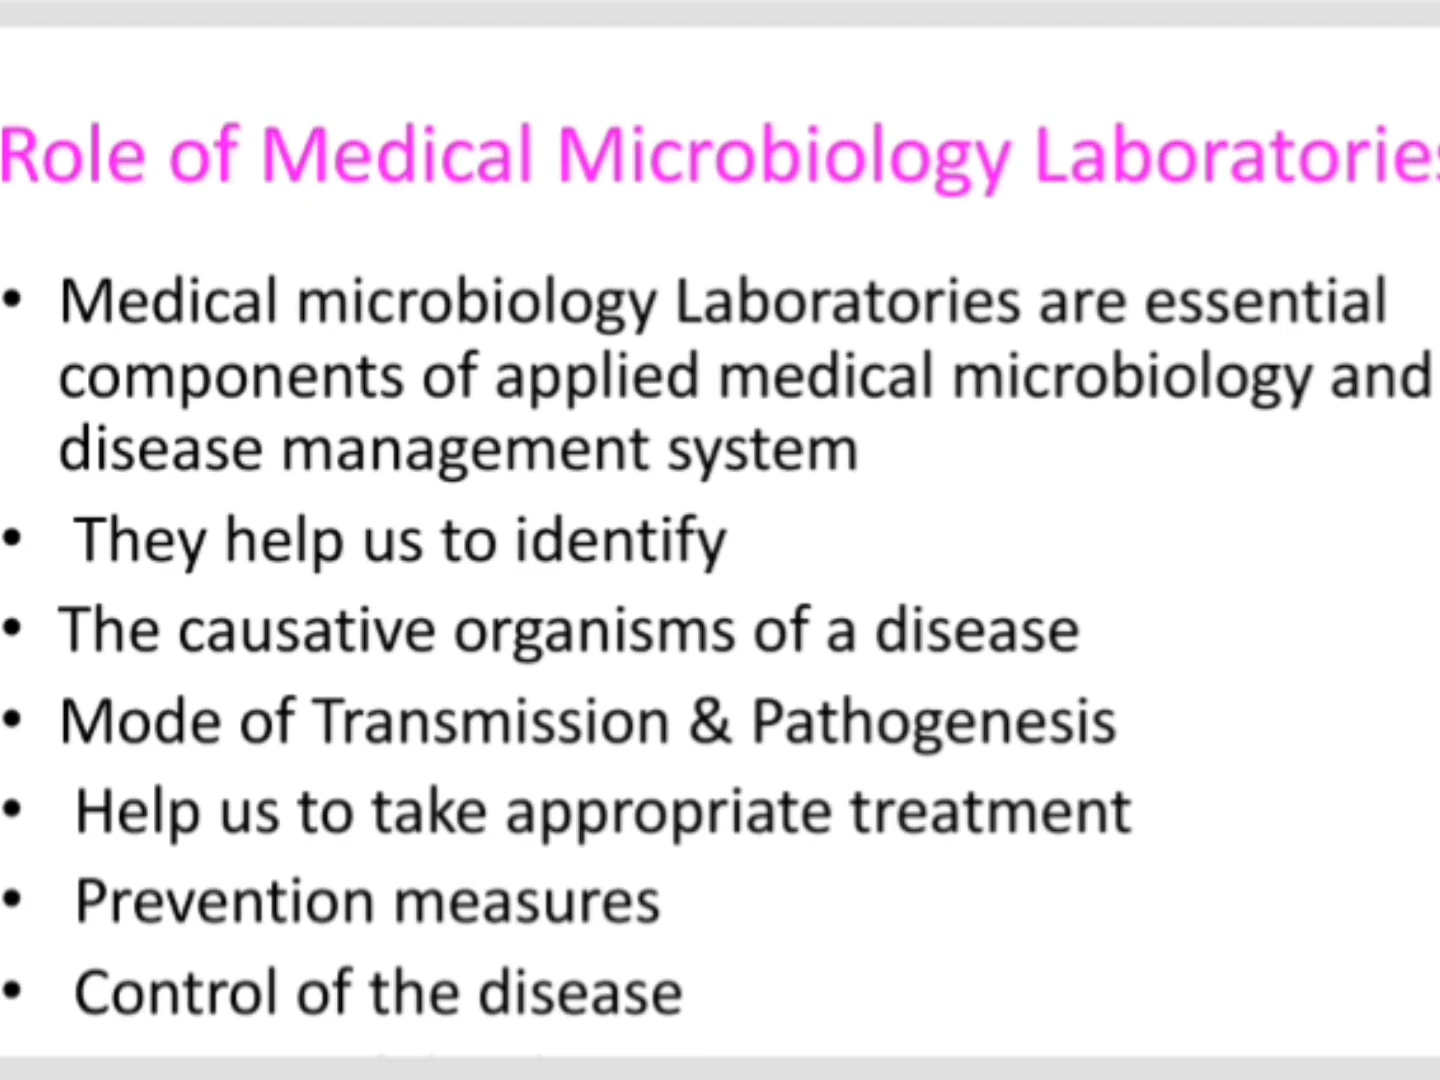 Role of Medical Microbiology Laboratories
• Medical microbiology Laboratories are essential
components of applied medical microbiology and
disease management system
• They help us to identify
• The causative organisms of a disease
• Mode of Transmission & Pathogenesis
• Help us to take appropriate treatment
• Prevention measures
• Control of the disease